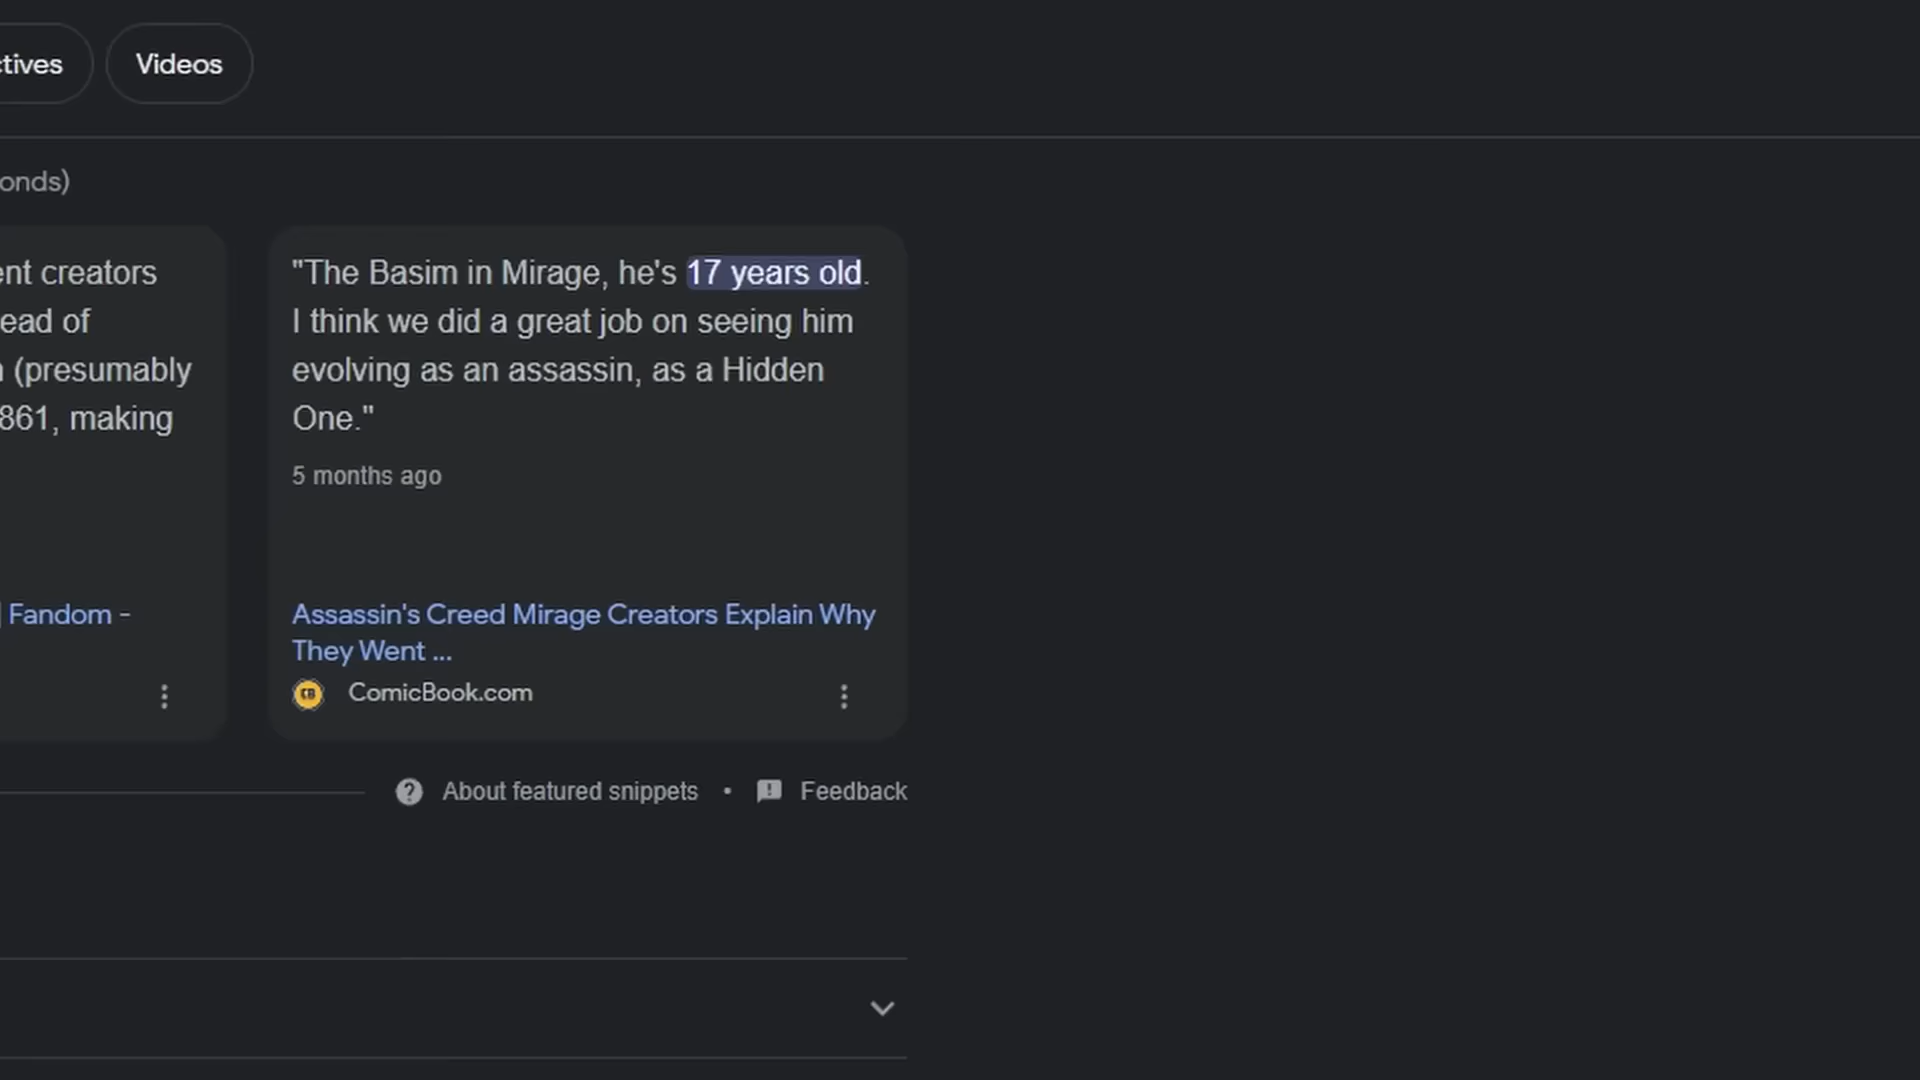 ctives
Videos
onds)
ent creators
ead of
(presumably
861, making
Fandom -
"The Basim in Mirage, he's 17 years old.
I think we did a great job on seeing him
evolving as an assassin, as a Hidden
One."
5 months ago
Assassin's Creed Mirage Creators Explain Why
They Went ...
CB ComicBook.com
About featured snippets • Feedback